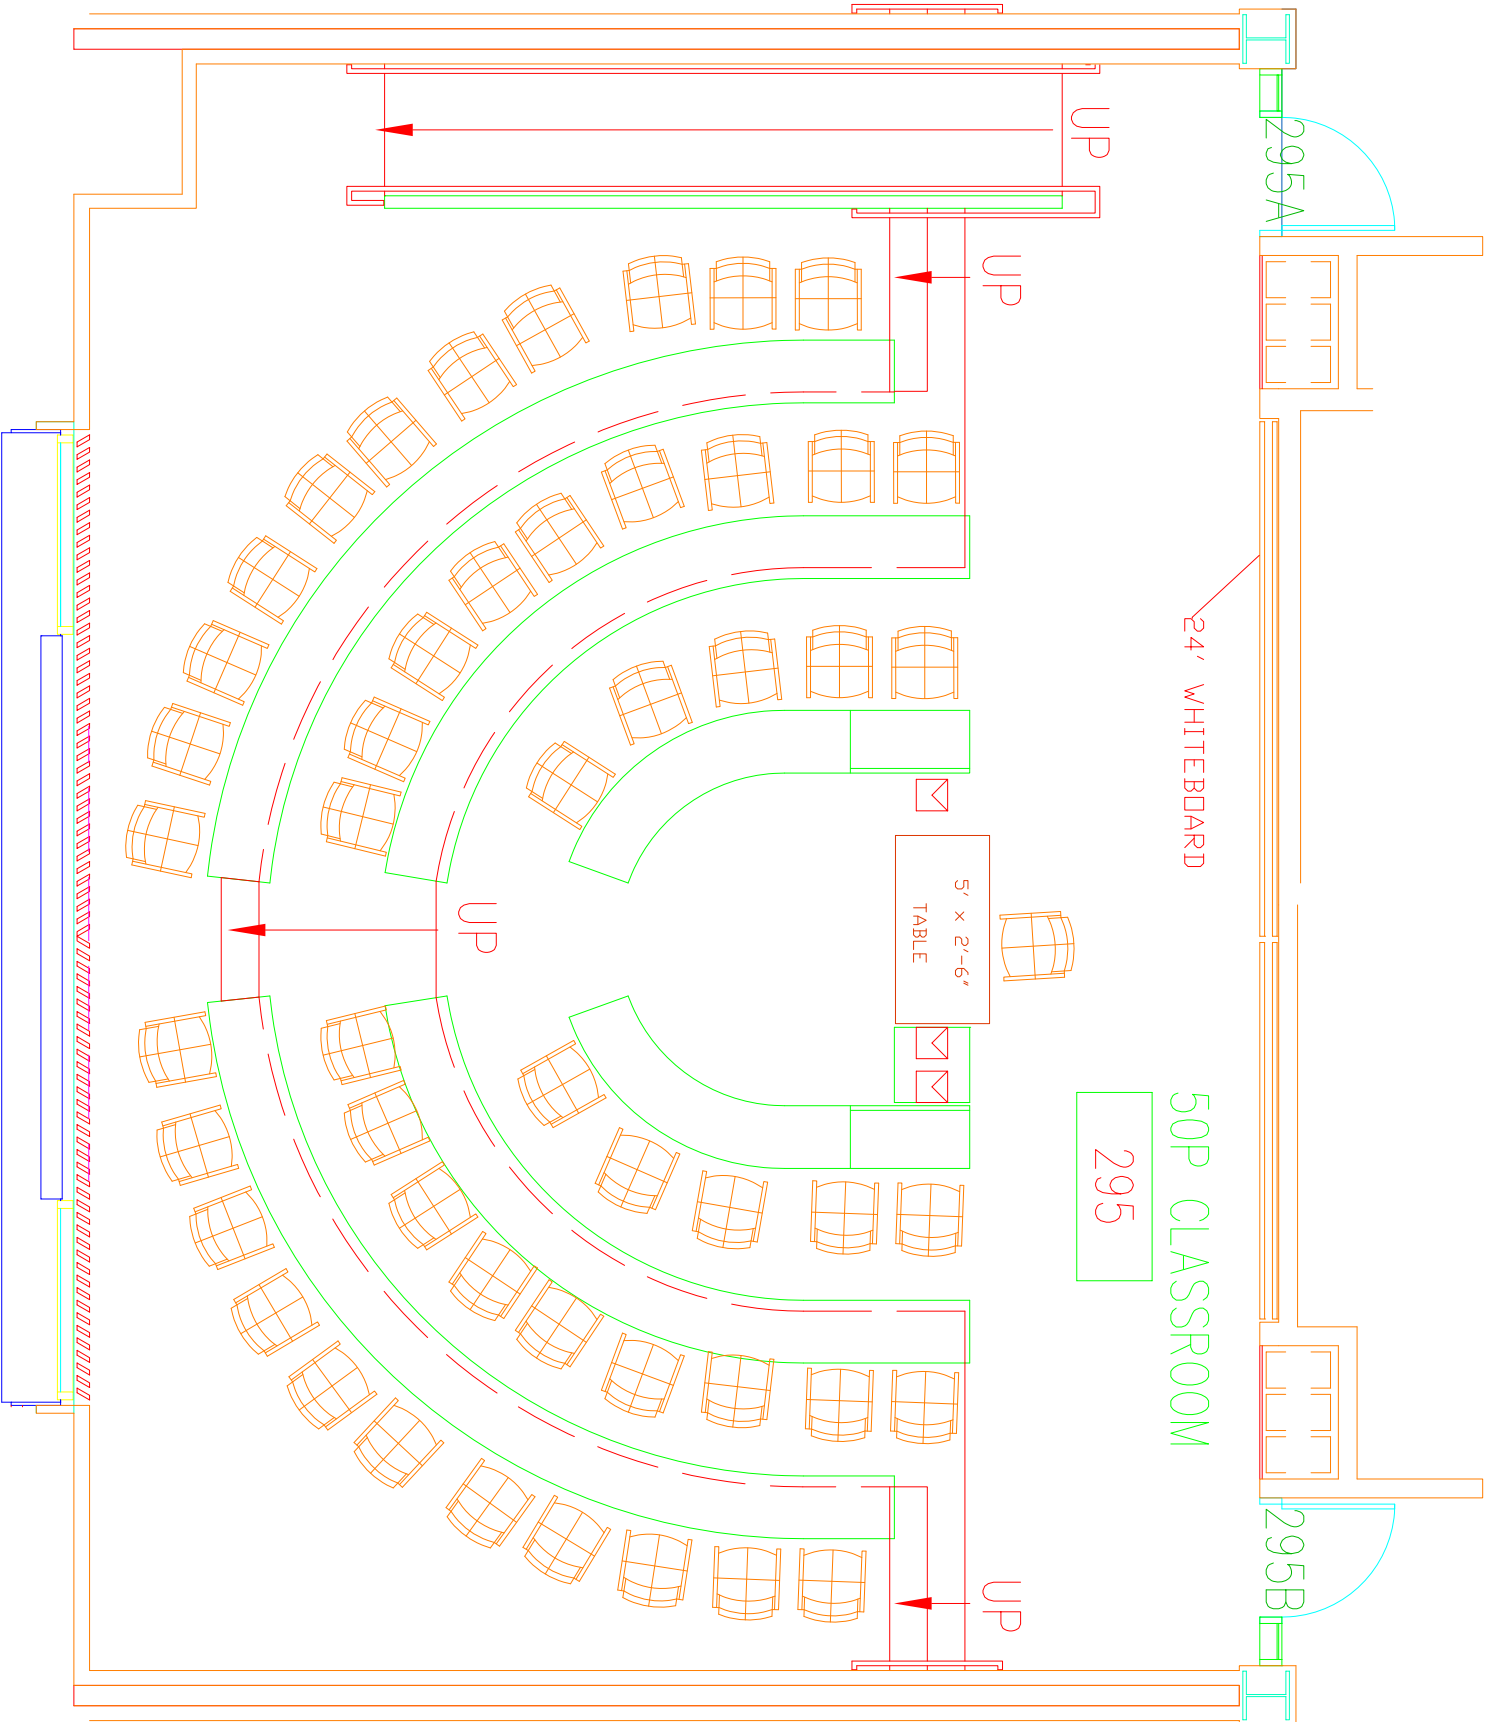 295A
UP
UP
24' WHITEBOARD
UP
5' x 2'-6"
TABLE
50P CLASSROOM
295
295B
UP